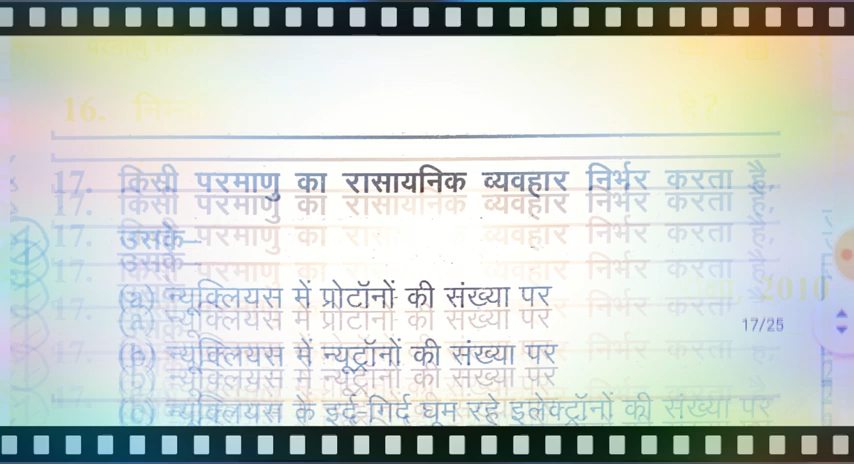 16.
17. किसी परमाणु का रासायनिक व्यवहार निर्भर करता है,
उसके–
(a) न्यूक्लियस में प्रोटॉनों की संख्या पर
(b) न्यूक्लियस में न्यूट्रॉनों की संख्या पर
(c) न्यूक्लियस के इर्द-गिर्द घूम रहे इलेक्ट्रॉनों की संख्या पर
2010
17/25